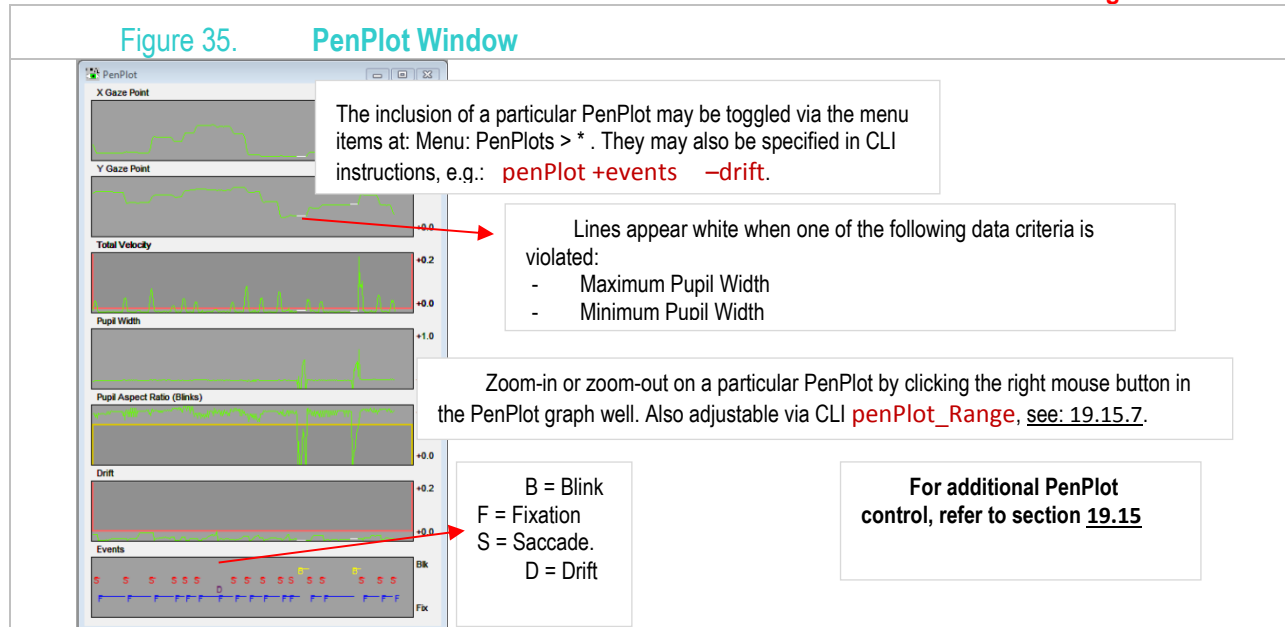 Figure 35. PenPlot Window
PenPlot
X Gaze Point
The inclusion of a particular PenPlot may be toggled via the menu
items at: Menu: PenPlots > * . They may also be specified in CLI
instructions, e.g.: penPlot +events –drift.
Y Gaze Point
+0.0
Lines appear white when one of the following data criteria is
violated:
- Maximum Pupil Width
- Minimum Pupil Width
Total Velocity
+0.2
+0.0
Pupil Width
+1.0
Zoom-in or zoom-out on a particular PenPlot by clicking the right mouse button in
the PenPlot graph well. Also adjustable via CLI penPlot_Range, see: 19.15.7.
Pupil Aspect Ratio (Blinks)
+0.0
Drift
+0.2
+0.0
B = Blink
F = Fixation
S = Saccade.
D = Drift
For additional PenPlot
control, refer to section 19.15
Events
Blk
B B
S S S S S S S S S S S S S S S S S
D
F F F F F F F F F F F F F F F F F
Fix